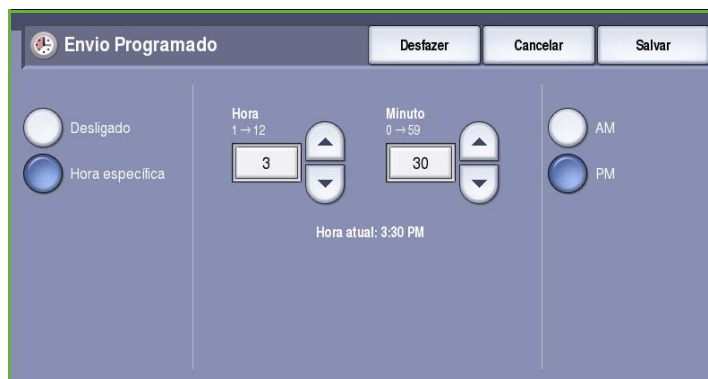 Envio Programado
Desfazer
Cancelar
Salvar
Desligado
Hora específica
Hora
1→12
3
Minuto
0→59
30
AM
PM
Hora atual: 3:30 PM